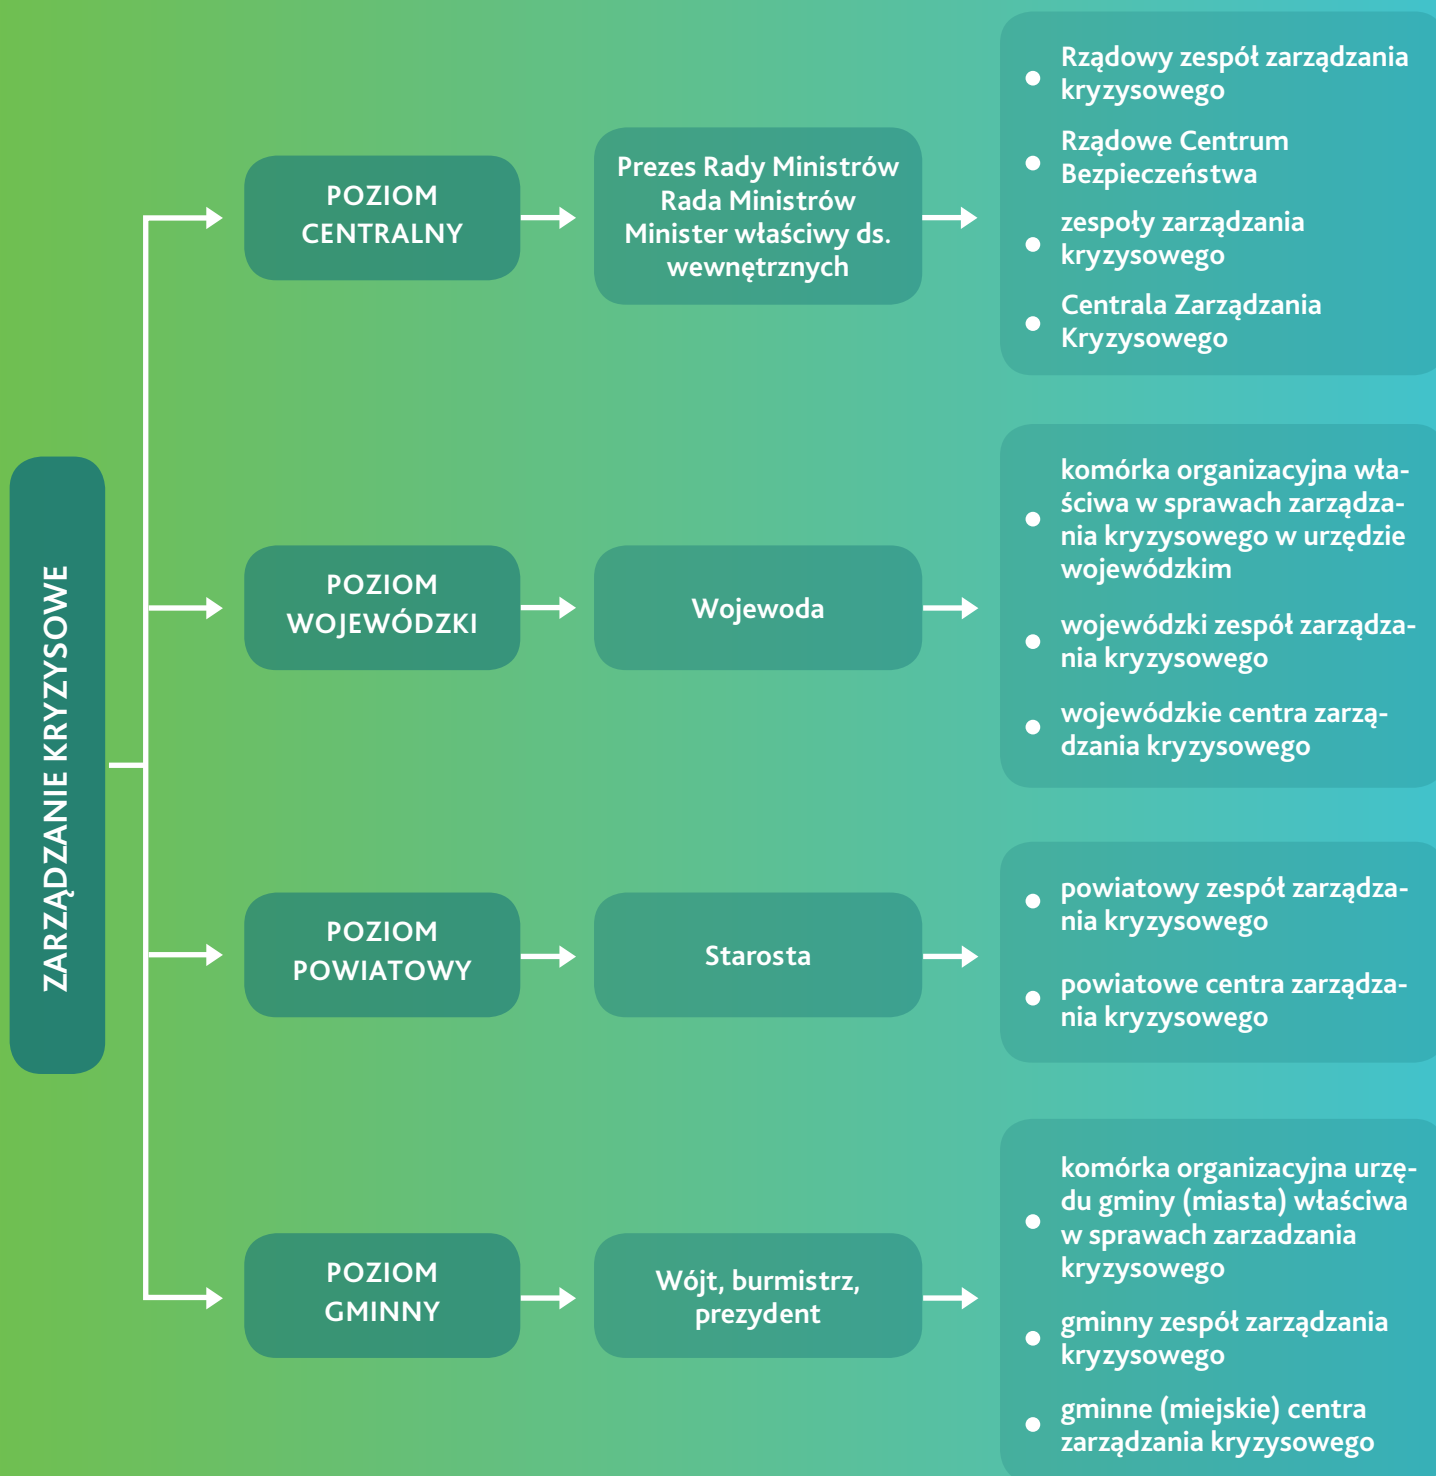 ZARZĄDZANIE KRYZYSOWE
POZIOM
CENTRALNY
Prezes Rady Ministrów
Rada Ministrów
Minister właściwy ds.
wewnętrznych
Rządowy zespół zarządzania
kryzysowego
Rządowe Centrum
Bezpieczeństwa
zespoły zarządzania
kryzysowego
Centrala Zarządzania
Kryzysowego
POZIOM
WOJEWÓDZKI
Wojewoda
komórka organizacyjna wła-
ściwa w sprawach zarządza-
nia kryzysowego w urzędzie
wojewódzkim
wojewódzki zespół zarządza-
nia kryzysowego
wojewódzkie centra zarzą-
dzania kryzysowego
POZIOM
POWIATOWY
Starosta
powiatowy zespół zarządza-
nia kryzysowego
powiatowe centra zarządza-
nia kryzysowego
POZIOM
GMINNY
Wójt, burmistrz,
prezydent
komórka organizacyjna urzę-
du gminy (miasta) właściwa
w sprawach zarzadzania
kryzysowego
gminny zespół zarządzania
kryzysowego
gminne (miejskie) centra
zarządzania kryzysowego